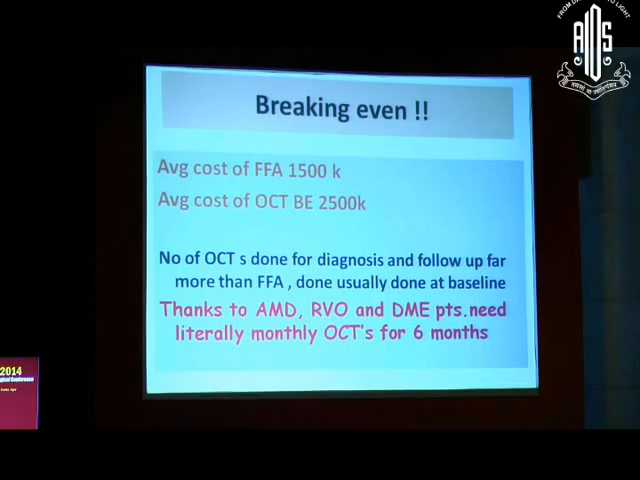 AIOS
Breaking even !!
Avg cost of FFA 1500 k
Avg cost of OCT BE 2500k
No of OCT s done for diagnosis and follow up far
more than FFA , done usually done at baseline
Thanks to AMD, RVO and DME pts.need
literally monthly OCT's for 6 months
2014